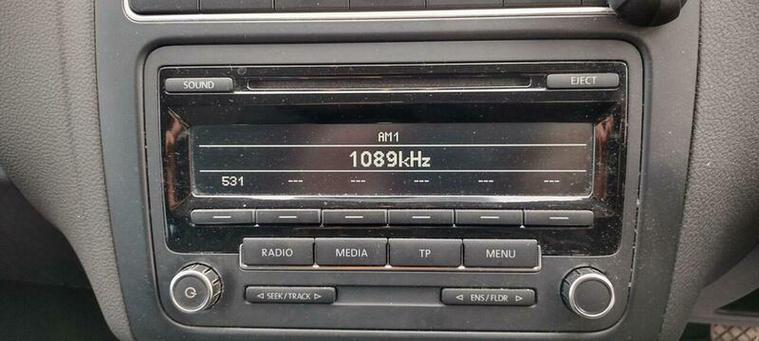 SOUND EJECT
AM1
1089kHz
531 --- --- --- --- ---
RADIO MEDIA TP MENU
◁ SEEK/TRACK ▷ ◁ ENS/FLDR ▷